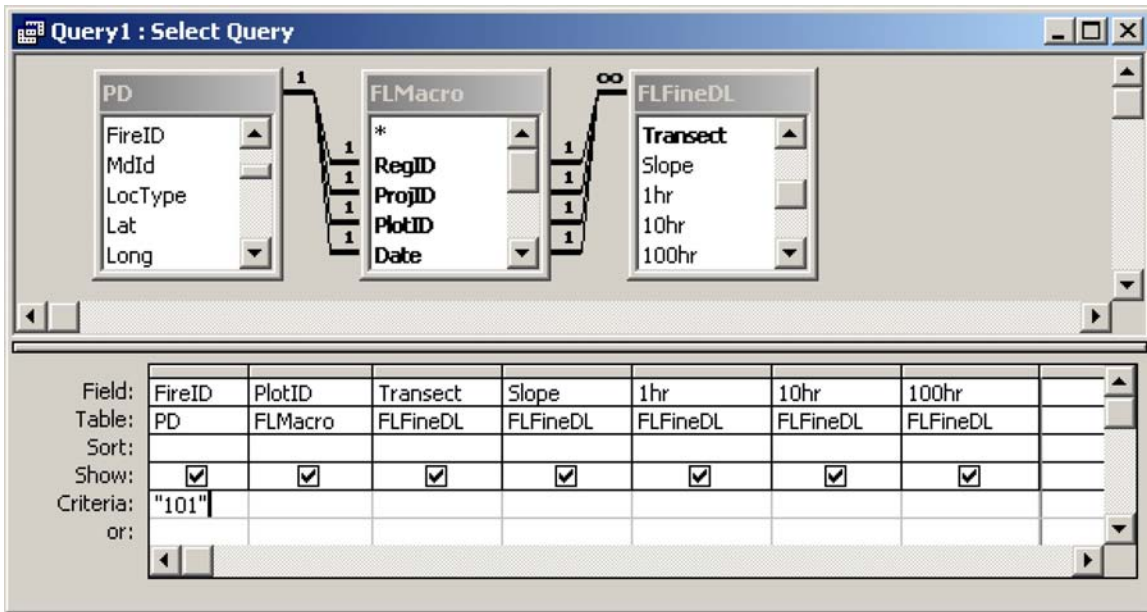 Query1 : Select Query
PD
FireID
MdId
LocType
Lat
Long
1
1
1
1
1
FLMacro
*
RegID
ProjID
PlotID
Date
∞
1
1
1
1
FLFineDL
Transect
Slope
1hr
10hr
100hr
Field: FireID PlotID Transect Slope 1hr 10hr 100hr
Table: PD FLMacro FLFineDL FLFineDL FLFineDL FLFineDL FLFineDL
Sort:
Show:
Criteria: "101"
or: